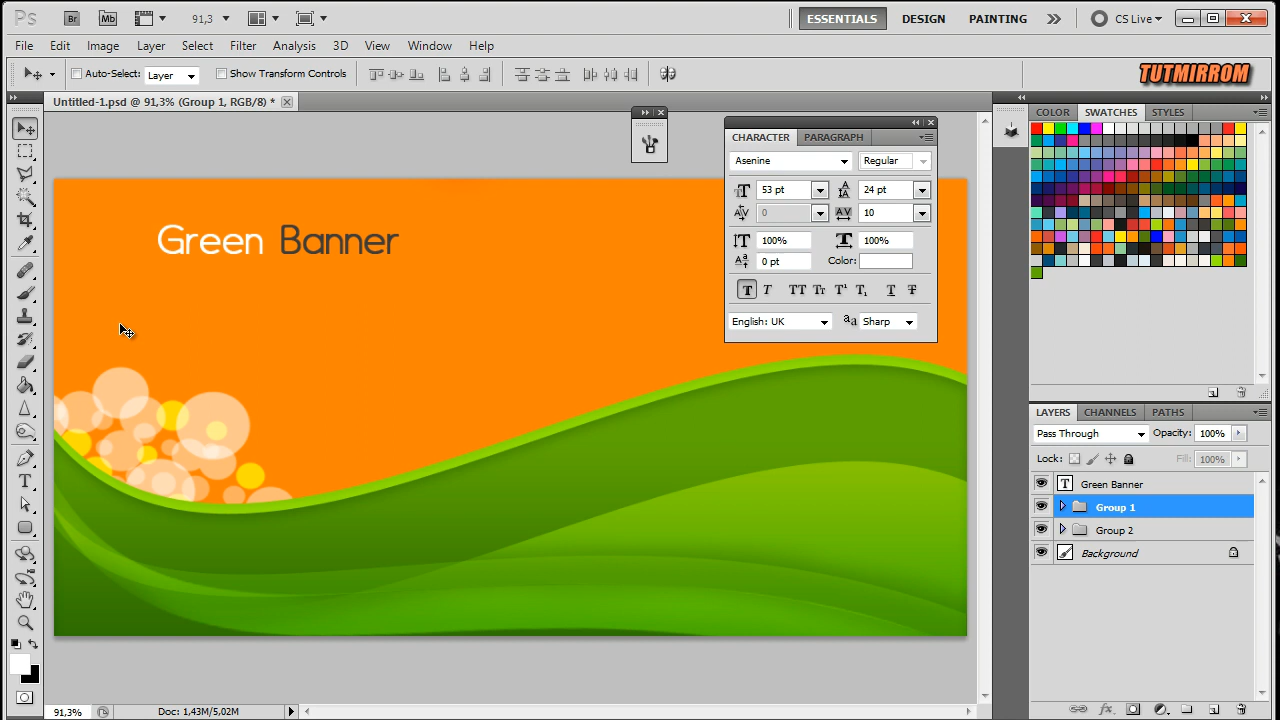 Ps Br Mb 91,3 ESSENTIALS DESIGN PAINTING CS Live
File Edit Image Layer Select Filter Analysis 3D View Window Help
Auto-Select: Layer Show Transform Controls TUTMIRROM
Untitled-1.psd @ 91,3% (Group 1, RGB/8) *
COLOR SWATCHES STYLES
CHARACTER PARAGRAPH
Asenine Regular
53 pt 24 pt
0 10
100% 100%
0 pt Color:
English: UK Sharp
Green Banner
LAYERS CHANNELS PATHS
Pass Through Opacity: 100%
Lock: Fill: 100%
Green Banner
Group 1
Group 2
Background
91,3% Doc: 1,43M/5,02M